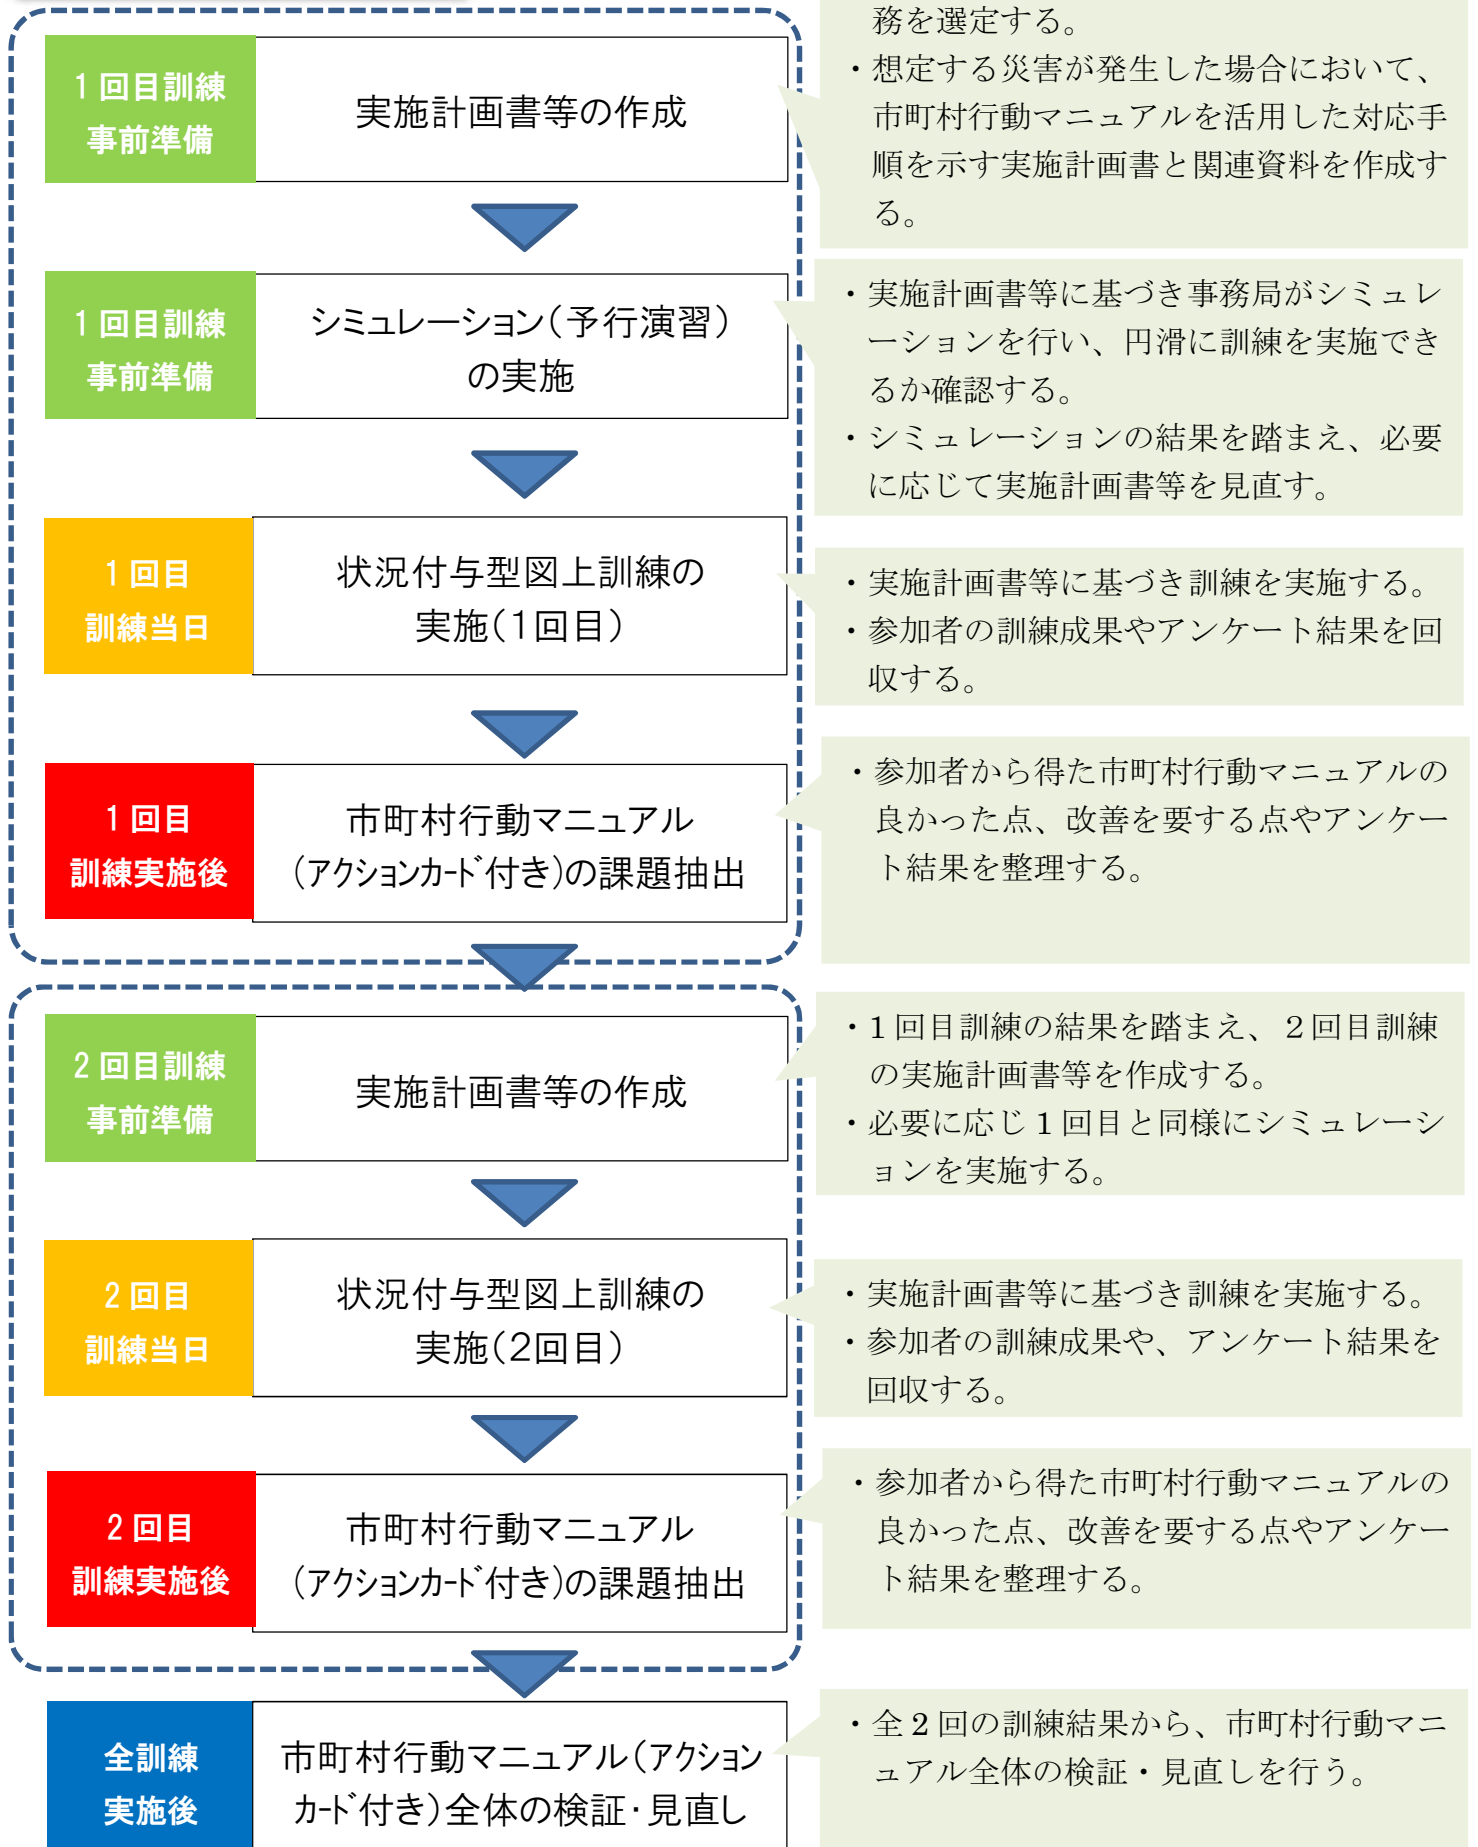 務を選定する。
1回目訓練
事前準備
実施計画書等の作成
・想定する災害が発生した場合において、
市町村行動マニュアルを活用した対応手
順を示す実施計画書と関連資料を作成す
る。
1回目訓練
事前準備
シミュレーション（予行演習）
の実施
・実施計画書等に基づき事務局がシミュレ
ーションを行い、円滑に訓練を実施でき
るか確認する。
・シミュレーションの結果を踏まえ、必要
に応じて実施計画書等を見直す。
1回目
訓練当日
状況付与型図上訓練の
実施（1回目）
・実施計画書等に基づき訓練を実施する。
・参加者の訓練成果やアンケート結果を回
収する。
1回目
訓練実施後
市町村行動マニュアル
（アクションカード付き）の課題抽出
・参加者から得た市町村行動マニュアルの
良かった点、改善を要する点やアンケー
ト結果を整理する。
2回目訓練
事前準備
実施計画書等の作成
・1回目訓練の結果を踏まえ、2回目訓練
の実施計画書等を作成する。
・必要に応じ1回目と同様にシミュレーシ
ョンを実施する。
2回目
訓練当日
状況付与型図上訓練の
実施（2回目）
・実施計画書等に基づき訓練を実施する。
・参加者の訓練成果や、アンケート結果を
回収する。
2回目
訓練実施後
市町村行動マニュアル
（アクションカード付き）の課題抽出
・参加者から得た市町村行動マニュアルの
良かった点、改善を要する点やアンケー
ト結果を整理する。
全訓練
実施後
市町村行動マニュアル（アクション
カード付き）全体の検証・見直し
・全2回の訓練結果から、市町村行動マニ
ュアル全体の検証・見直しを行う。